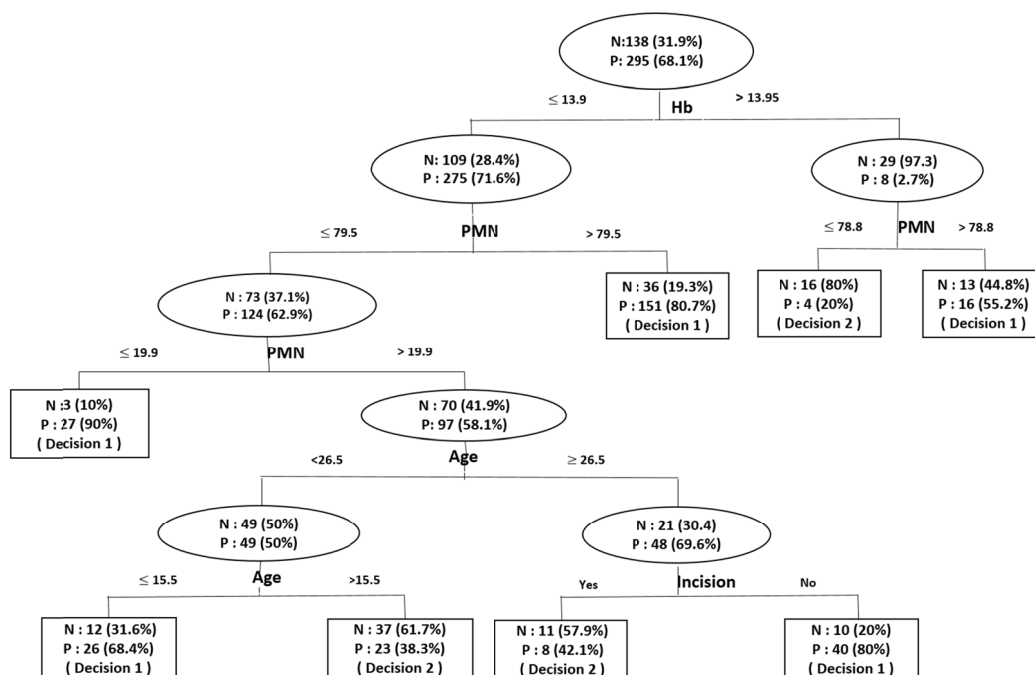 N:138 (31.9%)
P: 295 (68.1%)
≤ 13.9
> 13.95
Hb
N: 109 (28.4%)
P : 275 (71.6%)
N : 29 (97.3)
P : 8 (2.7%)
≤ 79.5
PMN
> 79.5
≤ 78.8
PMN
> 78.8
N : 73 (37.1%)
P : 124 (62.9%)
N : 36 (19.3%)
P : 151 (80.7%)
( Decision 1 )
N : 16 (80%)
P : 4 (20%)
( Decision 2 )
N : 13 (44.8%)
P : 16 (55.2%)
( Decision 1 )
≤ 19.9
PMN
> 19.9
N :3 (10%)
P : 27 (90%)
( Decision 1 )
N : 70 (41.9%)
P: 97 (58.1%)
<26.5
Age
≥ 26.5
N : 49 (50%)
P : 49 (50%)
N : 21 (30.4)
P : 48 (69.6%)
≤ 15.5
Age
>15.5
Yes
Incision
No
N : 12 (31.6%)
P : 26 (68.4%)
( Decision 1 )
N : 37 (61.7%)
P : 23 (38.3%)
( Decision 2 )
N : 11 (57.9%)
P : 8 (42.1%)
( Decision 2 )
N : 10 (20%)
P : 40 (80%)
( Decision 1 )